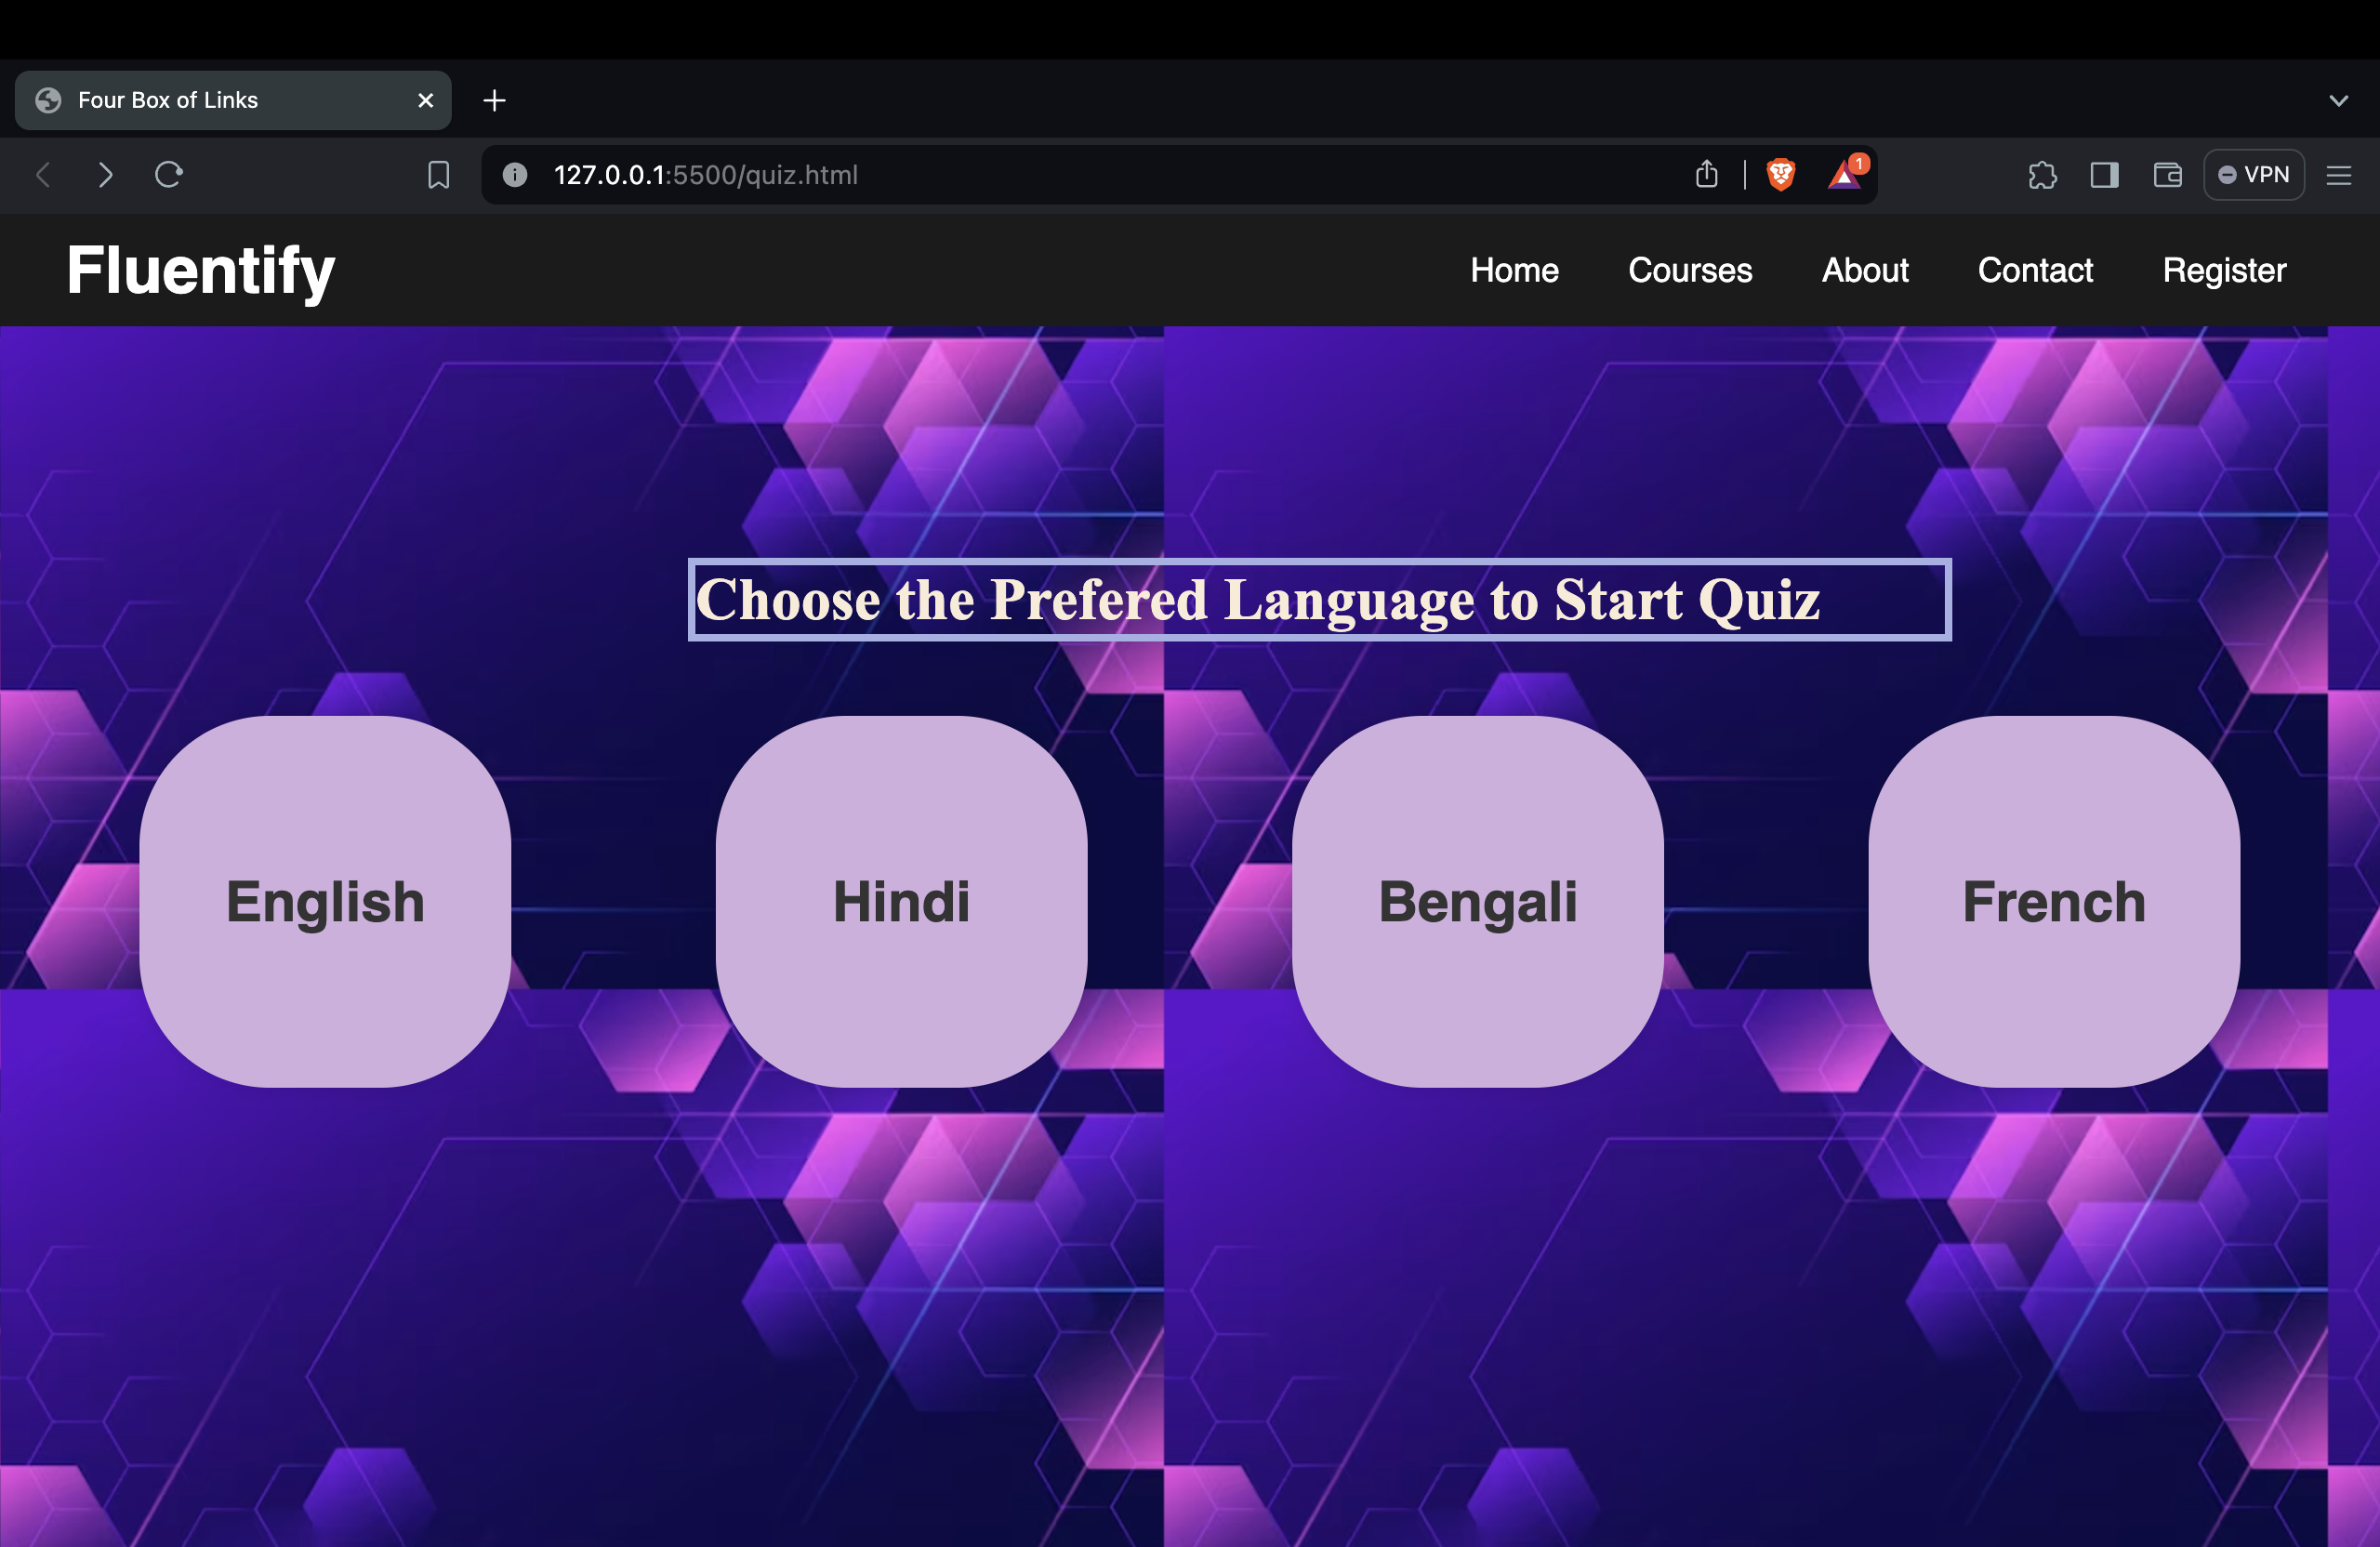 Four Box of Links
127.0.0.1:5500/quiz.html
1
VPN
Fluentify
Home Courses About Contact Register
Choose the Prefered Language to Start Quiz
English Hindi Bengali French